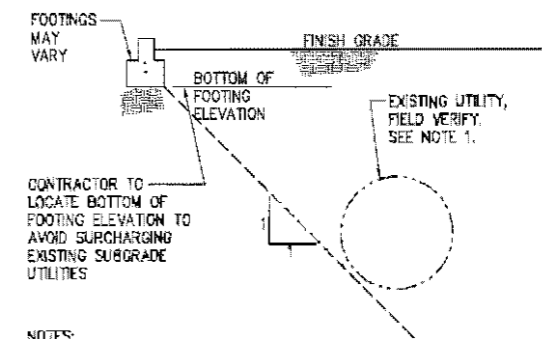 FOOTINGS
MAY
VARY
FINISH GRADE
BOTTOM OF
FOOTING
ELEVATION
EXISTING UTILITY,
FIELD VERIFY.
SEE NOTE 1.
CONTRACTOR TO
LOCATE BOTTOM OF
FOOTING ELEVATION TO
AVOID SURCHARGING
EXISTING SUBGRADE
UTILITIES
1
1
NOTES: